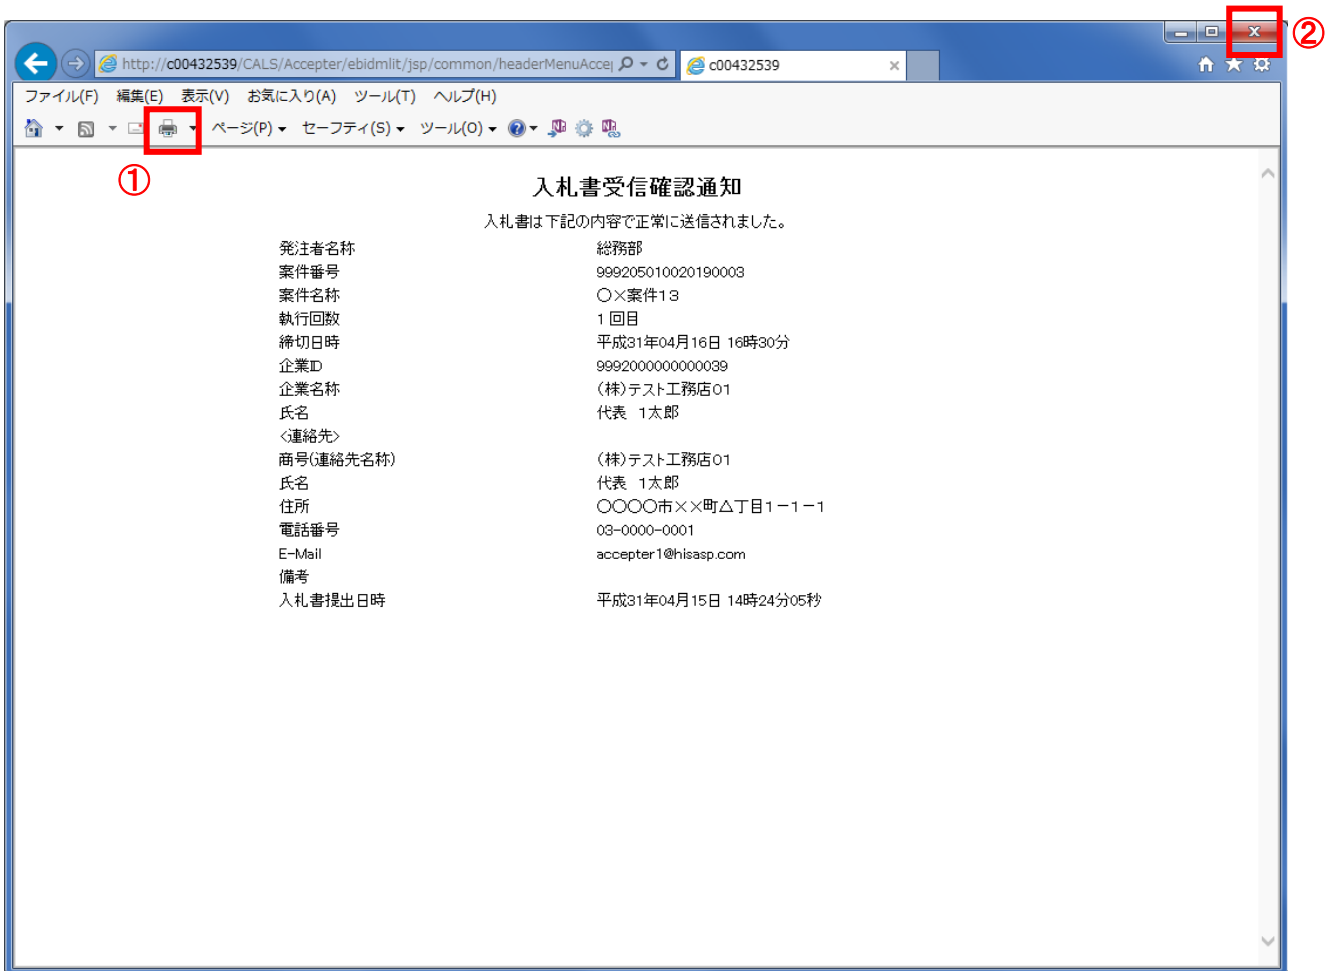 ②
http://c00432539/CALS/Accepter/ebidmlit/jsp/common/headerMenuAccep
c00432539
ファイル(F) 編集(E) 表示(V) お気に入り(A) ツール(T) ヘルプ(H)
ページ(P) セーフティ(S) ツール(O)
①
入札書受信確認通知
入札書は下記の内容で正常に送信されました。
発注者名称 総務部
案件番号 999205010020190003
案件名称 〇×案件13
執行回数 1回目
締切日時 平成31年04月16日 16時30分
企業ID 9992000000000039
企業名称 (株)テスト工務店01
氏名 代表 1太郎
<連絡先>
商号(連絡先名称) (株)テスト工務店01
氏名 代表 1太郎
住所 〇〇〇〇市××町△丁目1-1-1
電話番号 03-0000-0001
E-Mail accepter1@hisasp.com
備考
入札書提出日時 平成31年04月15日 14時24分05秒